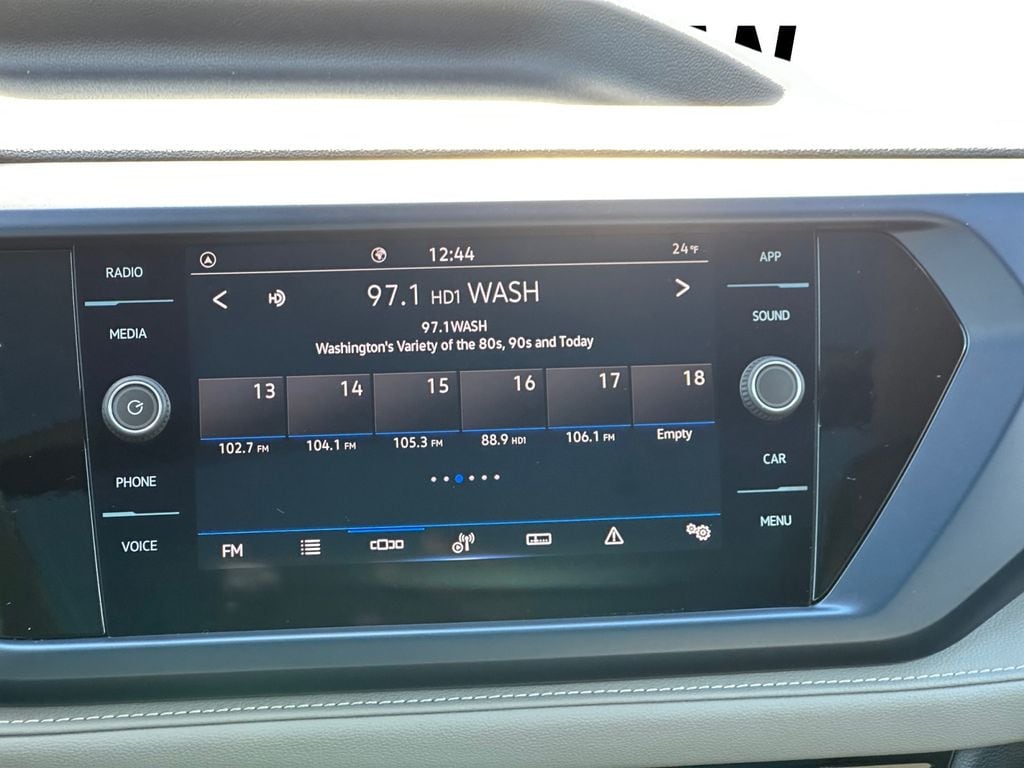 RADIO
MEDIA
PHONE
VOICE
12:44
24°F
97.1 HD1 WASH
97.1WASH
Washington's Variety of the 80s, 90s and Today
13 14 15 16 17 18
102.7 FM 104.1 FM 105.3 FM 88.9 HD1 106.1 FM Empty
FM
APP
SOUND
CAR
MENU